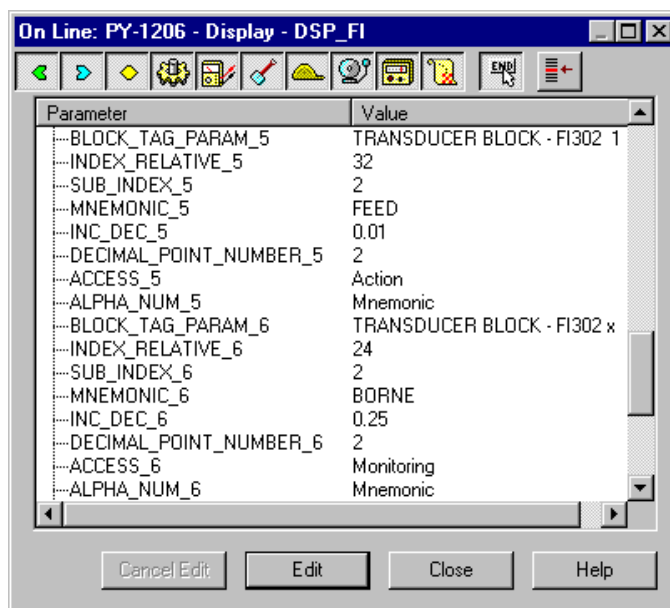 On Line: PY-1206 - Display - DSP_FI
END
Parameter Value
BLOCK_TAG_PARAM_5 TRANSDUCER BLOCK - FI302 1
INDEX_RELATIVE_5 32
SUB_INDEX_5 2
MNEMONIC_5 FEED
INC_DEC_5 0.01
DECIMAL_POINT_NUMBER_5 2
ACCESS_5 Action
ALPHA_NUM_5 Mnemonic
BLOCK_TAG_PARAM_6 TRANSDUCER BLOCK - FI302 x
INDEX_RELATIVE_6 24
SUB_INDEX_6 2
MNEMONIC_6 BORNE
INC_DEC_6 0.25
DECIMAL_POINT_NUMBER_6 2
ACCESS_6 Monitoring
ALPHA_NUM_6 Mnemonic
Cancel Edit Edit Close Help